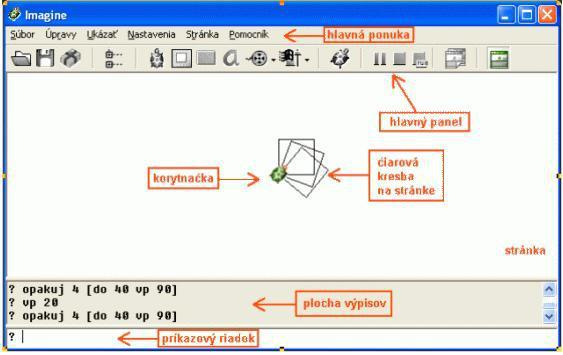 Imagine
Súbor Úpravy Ukázať Nastavenia Stránka Pomocník
hlavná ponuka
hlavný panel
korytnačka
čiarová
kresba
na stránke
stránka
? opakuj 4 [do 40 vp 90]
? vp 20
? opakuj 4 [do 40 vp 90]
plocha výpisov
?
príkazový riadok